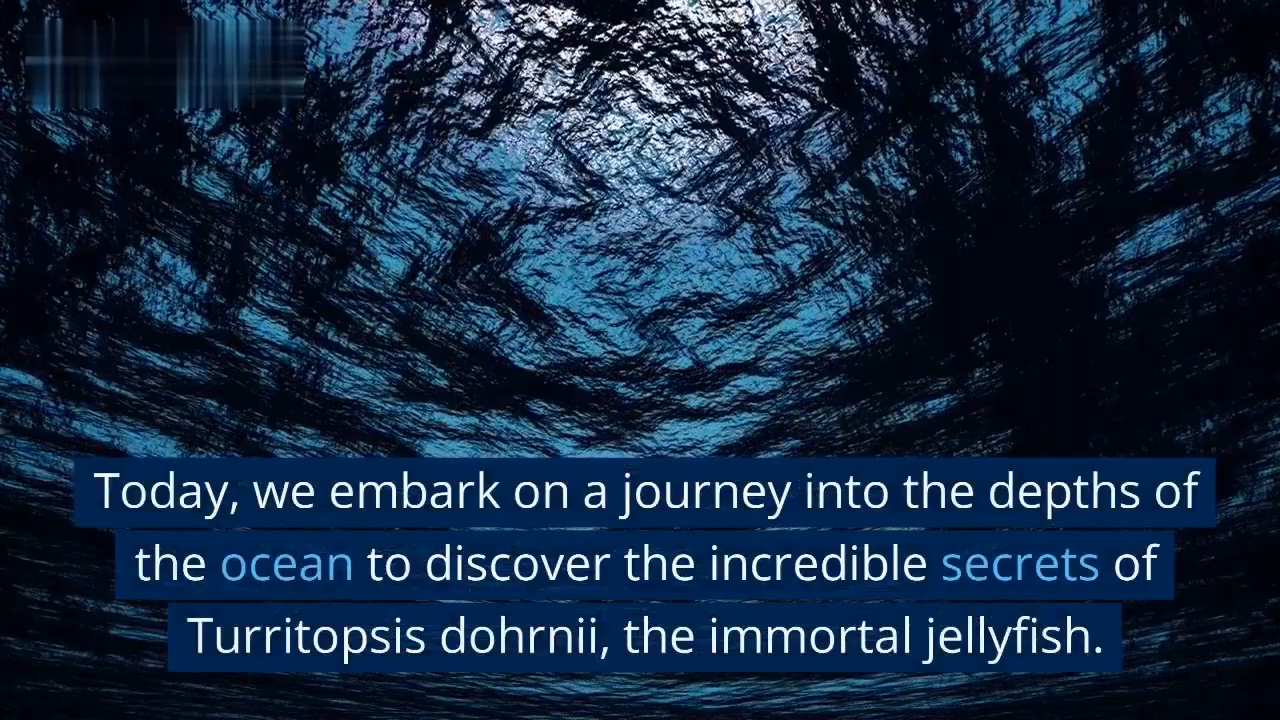 Today, we embark on a journey into the depths of
the ocean to discover the incredible secrets of
Turritopsis dohrnii, the immortal jellyfish.